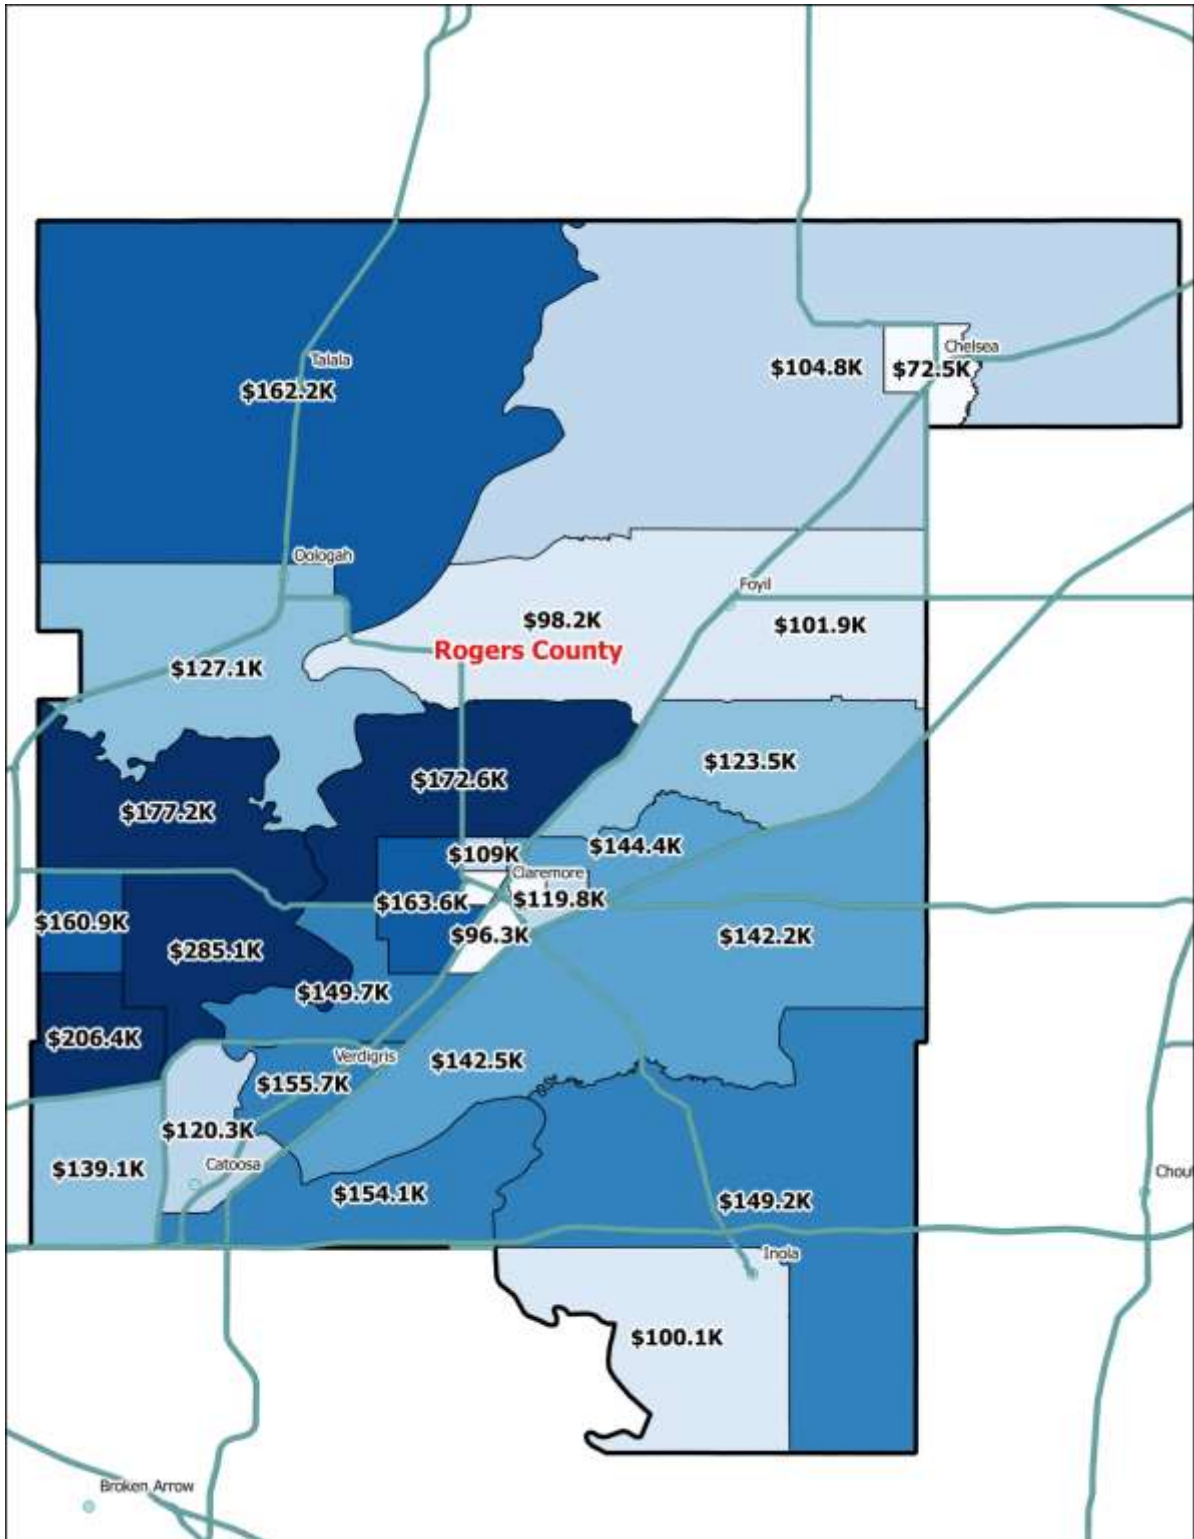 Talala
$162.2K
$104.8K
Chelsea
$72.5K
Oologah
Foyil
$98.2K
$101.9K
Rogers County
$127.1K
$123.5K
$172.6K
$177.2K
$144.4K
$109K
Claremore
$163.6K
$119.8K
$160.9K
$96.3K
$142.2K
$285.1K
$149.7K
$206.4K
Verdigris
$142.5K
$155.7K
$120.3K
Catoosa
$139.1K
$154.1K
$149.2K
Chout
Inola
$100.1K
Broken Arrow